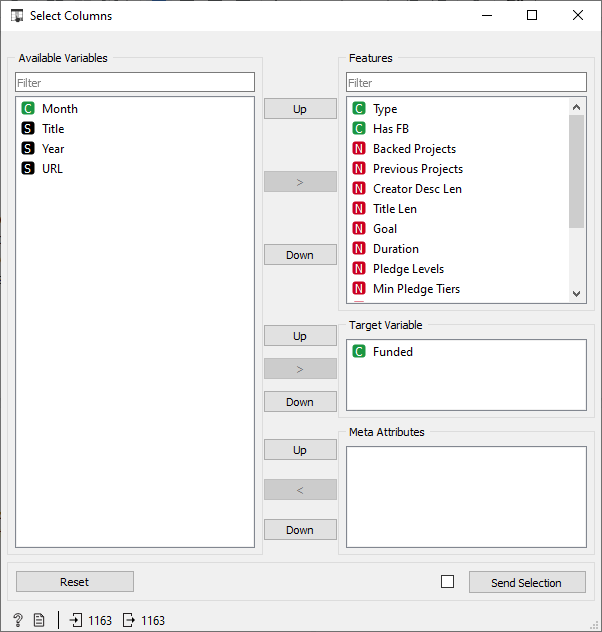 Select Columns
Available Variables
Filter
C Month
S Title
S Year
S URL
Up
>
Down
Up
>
Down
Up
<
Down
Features
Filter
C Type
C Has FB
N Backed Projects
N Previous Projects
N Creator Desc Len
N Title Len
N Goal
N Duration
N Pledge Levels
N Min Pledge Tiers
Target Variable
C Funded
Meta Attributes
Reset
Send Selection
? 1163 1163